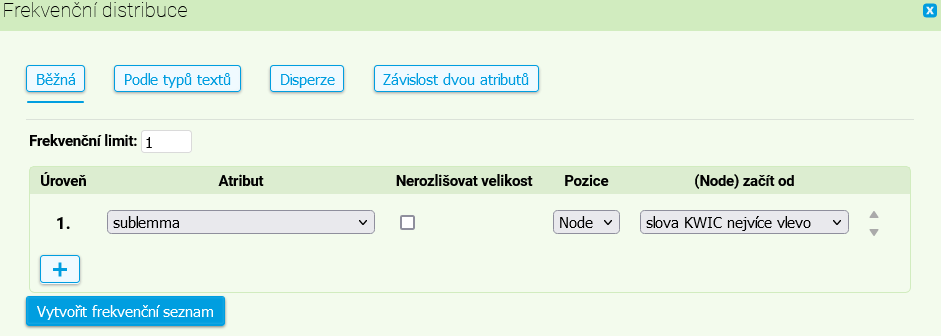 Frekvenční distribuce
x
Běžná Podle typů textů Disperze Závislost dvou atributů
Frekvenční limit: 1
Úroveň Atribut Nerozlišovat velikost Pozice (Node) začít od
1. sublemma Node slova KWIC nejvíce vlevo
+
Vytvořit frekvenční seznam